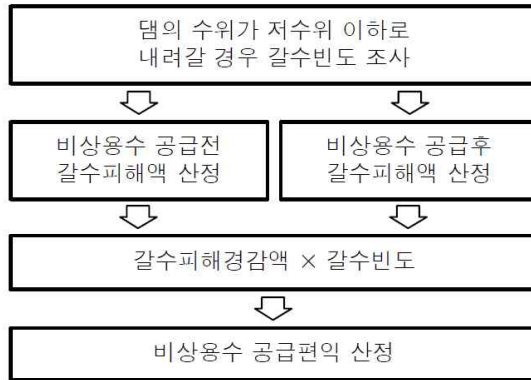 댐의 수위가 저수위 이하로
내려갈 경우 갈수빈도 조사
비상용수 공급전
갈수피해액 산정
비상용수 공급후
갈수피해액 산정
갈수피해경감액 × 갈수빈도
비상용수 공급편익 산정